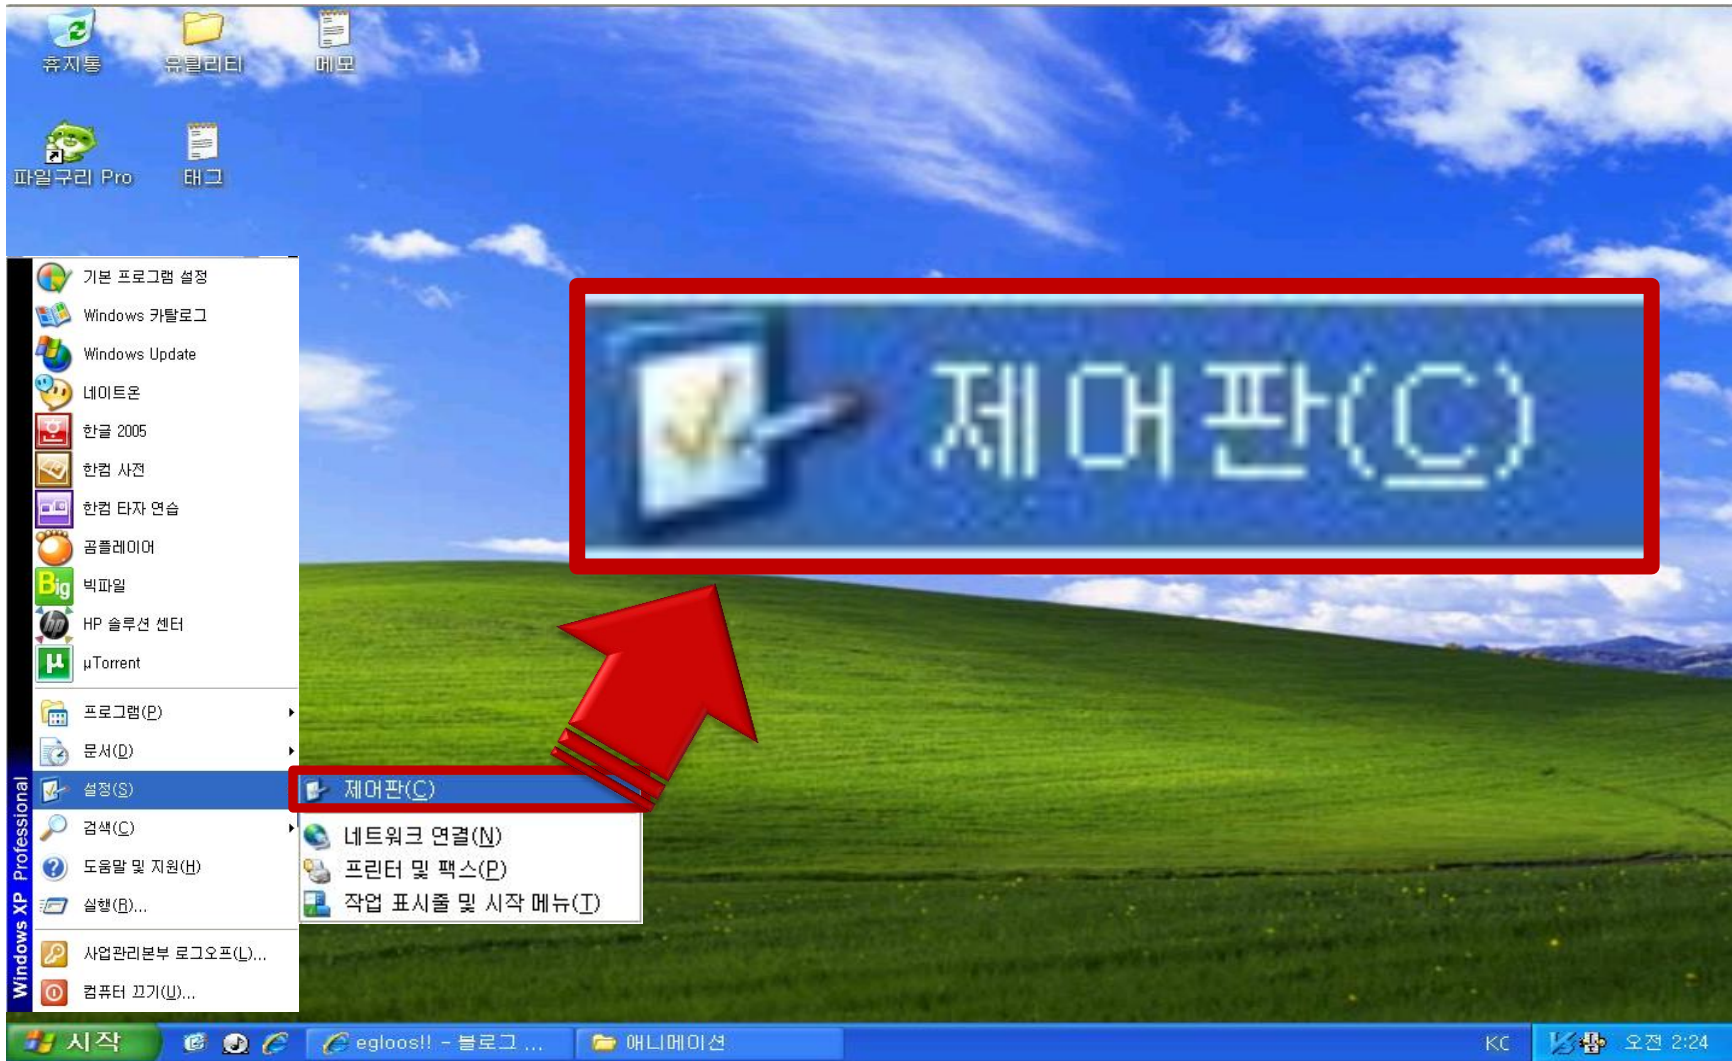 휴지통
유틸리티
메모
파일구리 Pro
태그
기본 프로그램 설정
Windows 카탈로그
Windows Update
네이트온
한글 2005
한컴 사전
한컴 타자 연습
곰플레이어
Big
빅파일
hp
HP 솔루션 센터
µ
µTorrent
프로그램(P)
문서(D)
설정(S)
검색(C)
도움말 및 지원(H)
실행(R)...
사업관리본부 로그오프(L)...
컴퓨터 끄기(U)...
Windows XP Professional
제어판(C)
네트워크 연결(N)
프린터 및 팩스(P)
작업 표시줄 및 시작 메뉴(T)
제어판(C)
시작
egloos!! - 블로그 ...
애니메이션
KC
오전 2:24